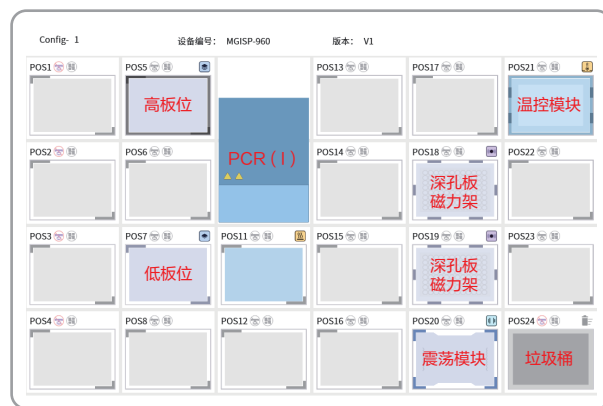 Config- 1 设备编号: MGISP-960 版本: V1
POS1 POS5 POS13 POS17 POS21
高板位 温控模块
PCR ( I )
POS2 POS6 POS14 POS18 POS22
深孔板
磁力架
POS3 POS7 POS11 POS15 POS19 POS23
低板位 深孔板
磁力架
POS4 POS8 POS12 POS16 POS20 POS24
震荡模块 垃圾桶